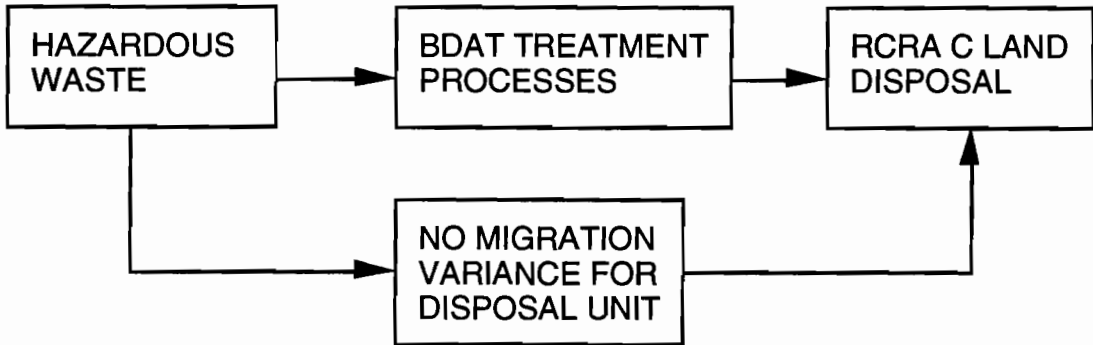 HAZARDOUS
WASTE
BDAT TREATMENT
PROCESSES
RCRA C LAND
DISPOSAL
NO MIGRATION
VARIANCE FOR
DISPOSAL UNIT